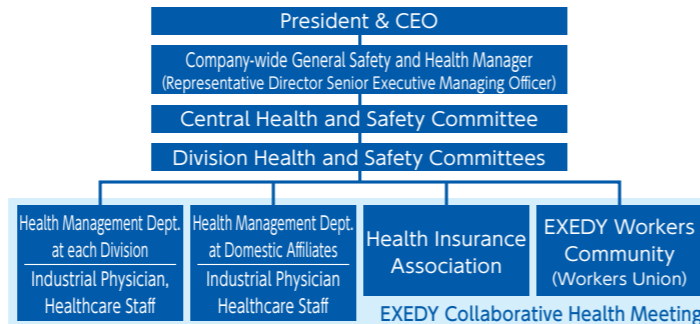 President & CEO
Company-wide General Safety and Health Manager
(Representative Director Senior Executive Managing Officer)
Central Health and Safety Committee
Division Health and Safety Committees
Health Management Dept.
at each Division
Industrial Physician,
Healthcare Staff
Health Management Dept.
at Domestic Affiliates
Industrial Physician
Healthcare Staff
Health Insurance
Association
EXEDY Workers
Community
(Workers Union)
EXEDY Collaborative Health Meeting